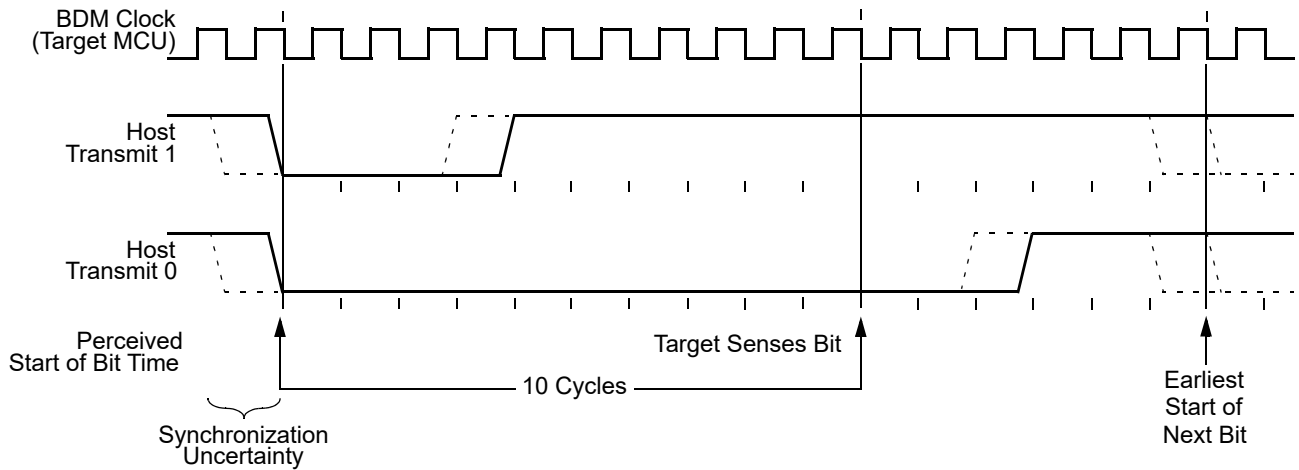 BDM Clock
(Target MCU)
Host
Transmit 1
Host
Transmit 0
Perceived
Start of Bit Time
Target Senses Bit
10 Cycles
Earliest
Start of
Next Bit
Synchronization
Uncertainty